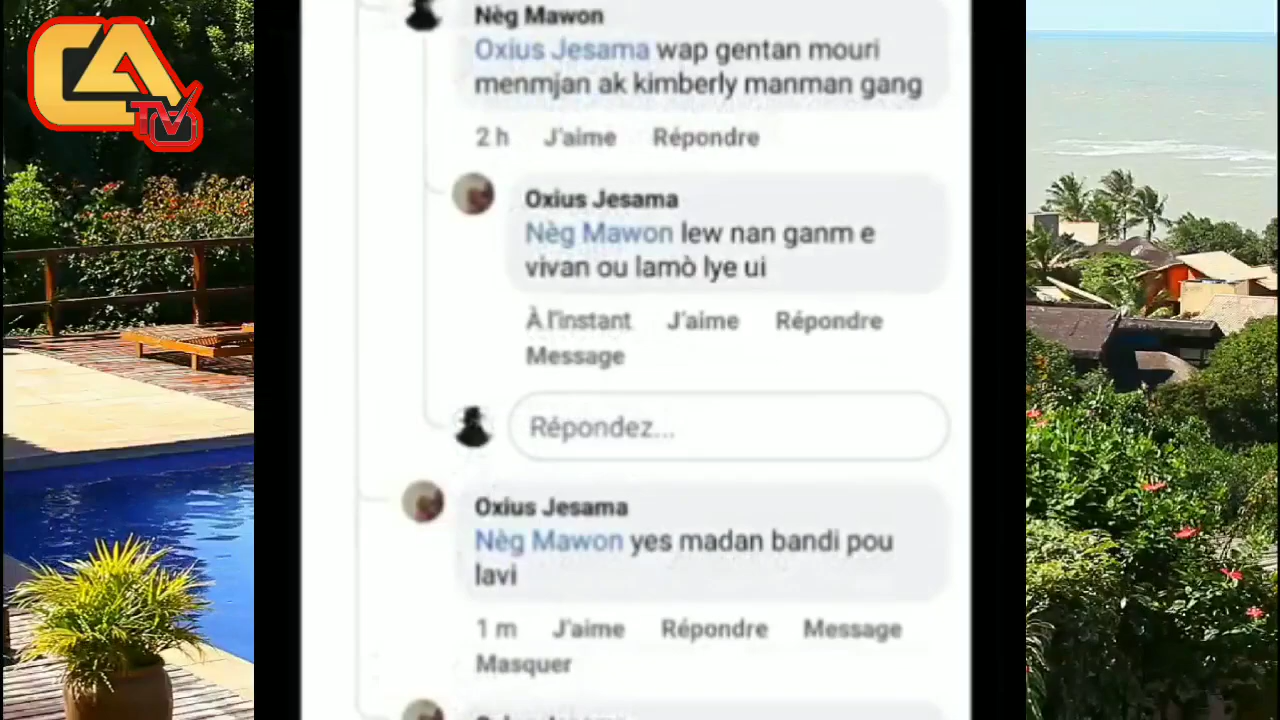 CA
TV
Nèg Mawon
Oxius Jesama wap gentan mouri
menmjan ak kimberly manman gang
2 h J'aime Répondre
Oxius Jesama
Nèg Mawon lew nan ganm e
vivan ou lamò lye ui
À l'instant J'aime Répondre
Message
Répondez...
Oxius Jesama
Nèg Mawon yes madan bandi pou
lavi
1 m J'aime Répondre Message
Masquer